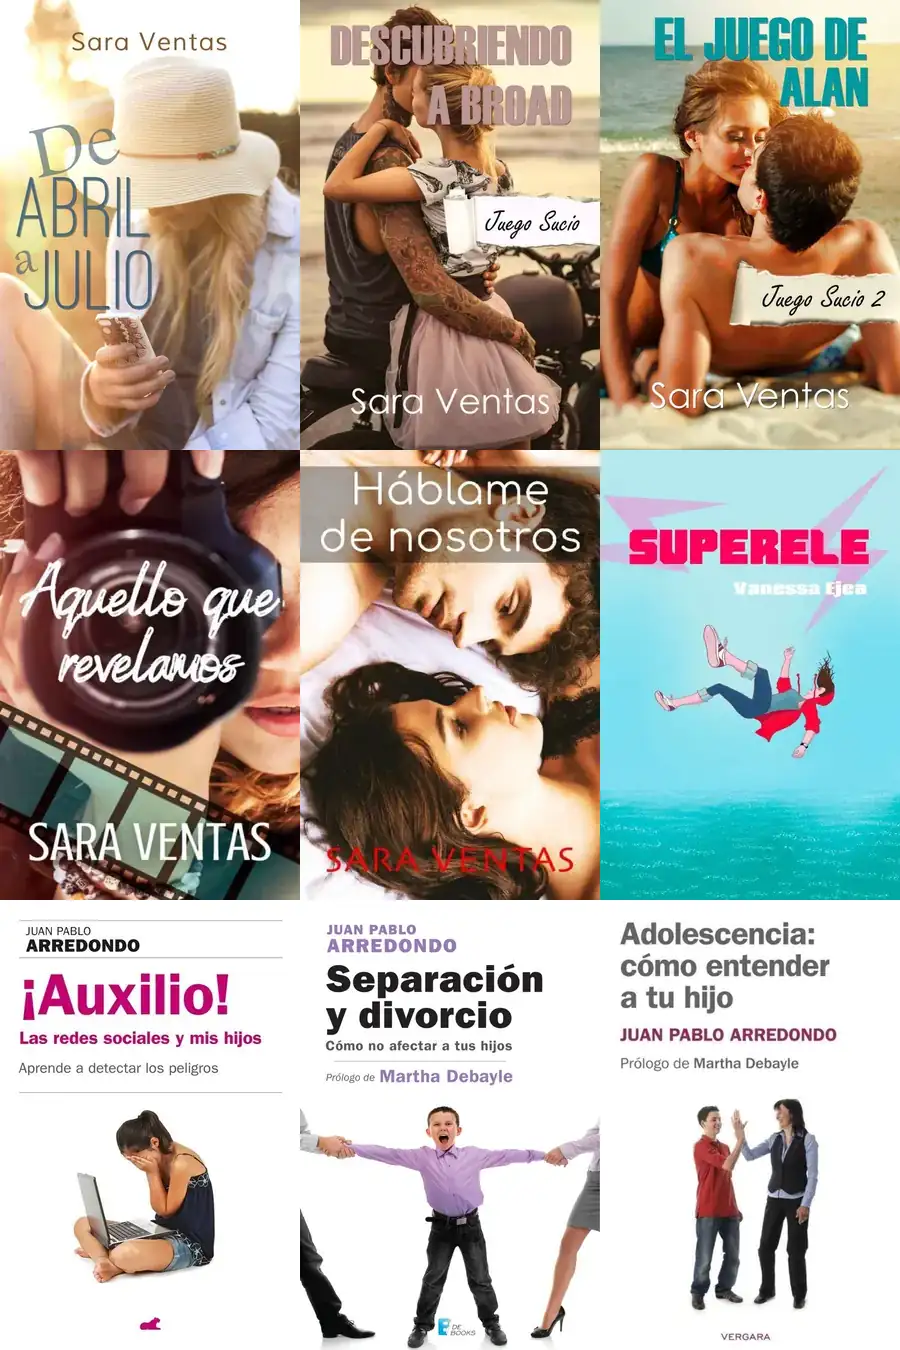 Sara Ventas
De
ABRIL
a
JULIO
DESCUBRIENDO
A BROAD
Juego Sucio
Sara Ventas
EL JUEGO DE
ALAN
Juego Sucio 2
Sara Ventas
Aquello que
revelamos
SARA VENTAS
Háblame
de nosotros
SARA VENTAS
SUPERELE
Vanessa Ejea
JUAN PABLO
ARREDONDO
¡Auxilio!
Las redes sociales y mis hijos
Aprende a detectar los peligros
JUAN PABLO
ARREDONDO
Separación
y divorcio
Cómo no afectar a tus hijos
Prólogo de Martha Debayle
B DE
BOOKS
Adolescencia:
cómo entender
a tu hijo
JUAN PABLO ARREDONDO
Prólogo de Martha Debayle
VERGARA